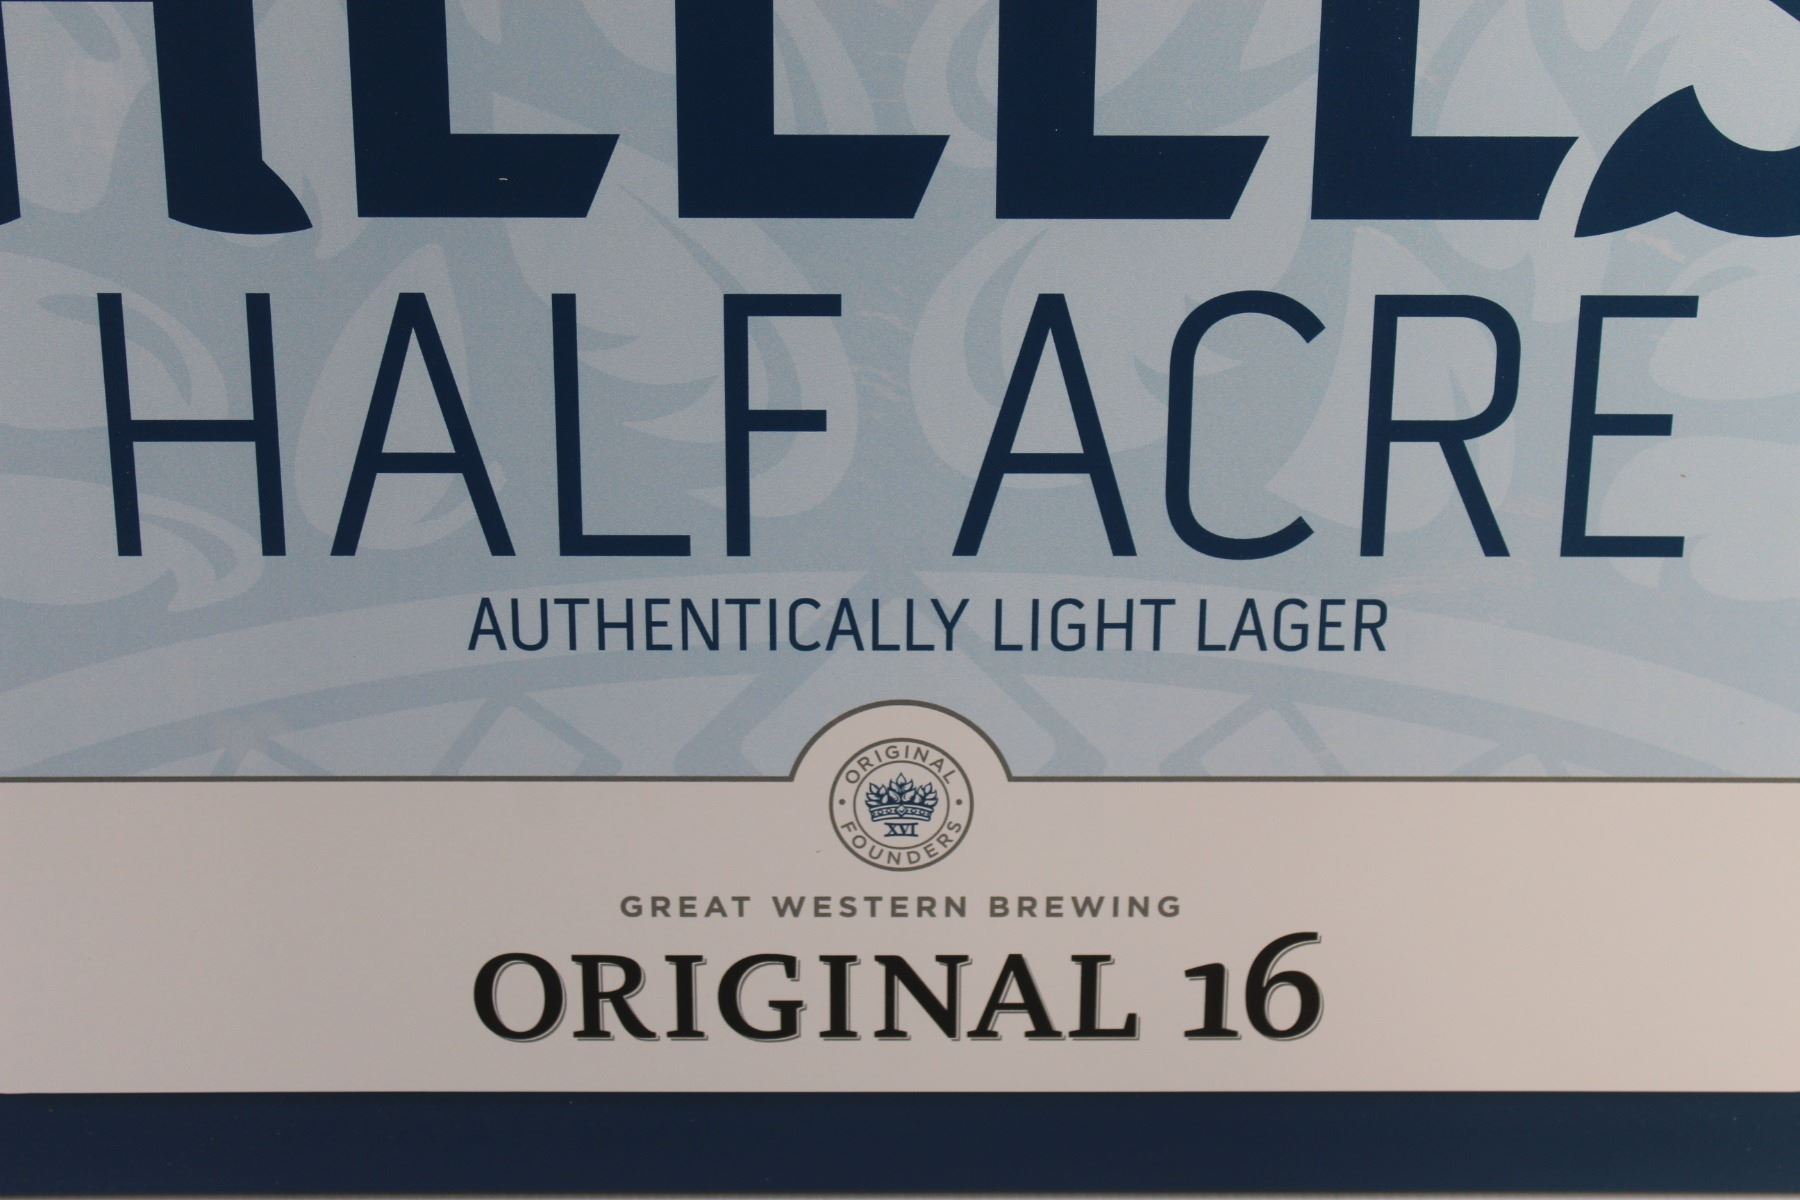 HALF ACRE
AUTHENTICALLY LIGHT LAGER
ORIGINAL
XVI
FOUNDERS
GREAT WESTERN BREWING
ORIGINAL 16